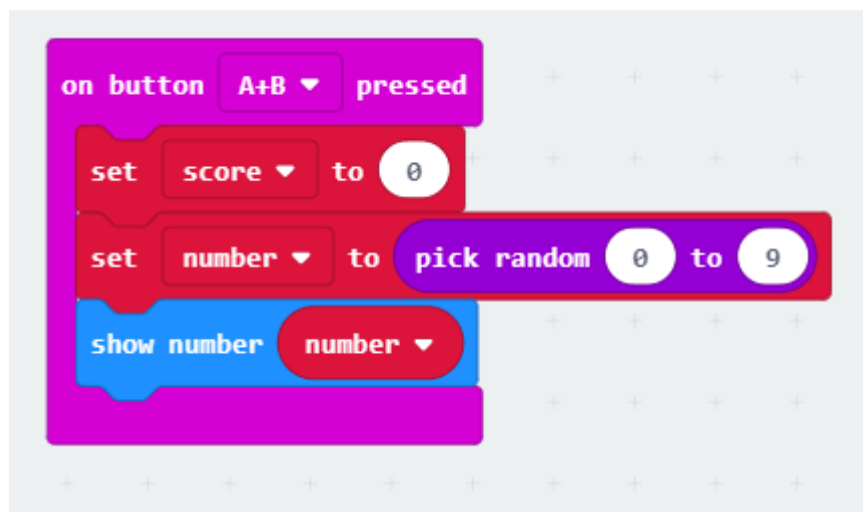 on button A+B pressed
set score to 0
set number to pick random 0 to 9
show number number